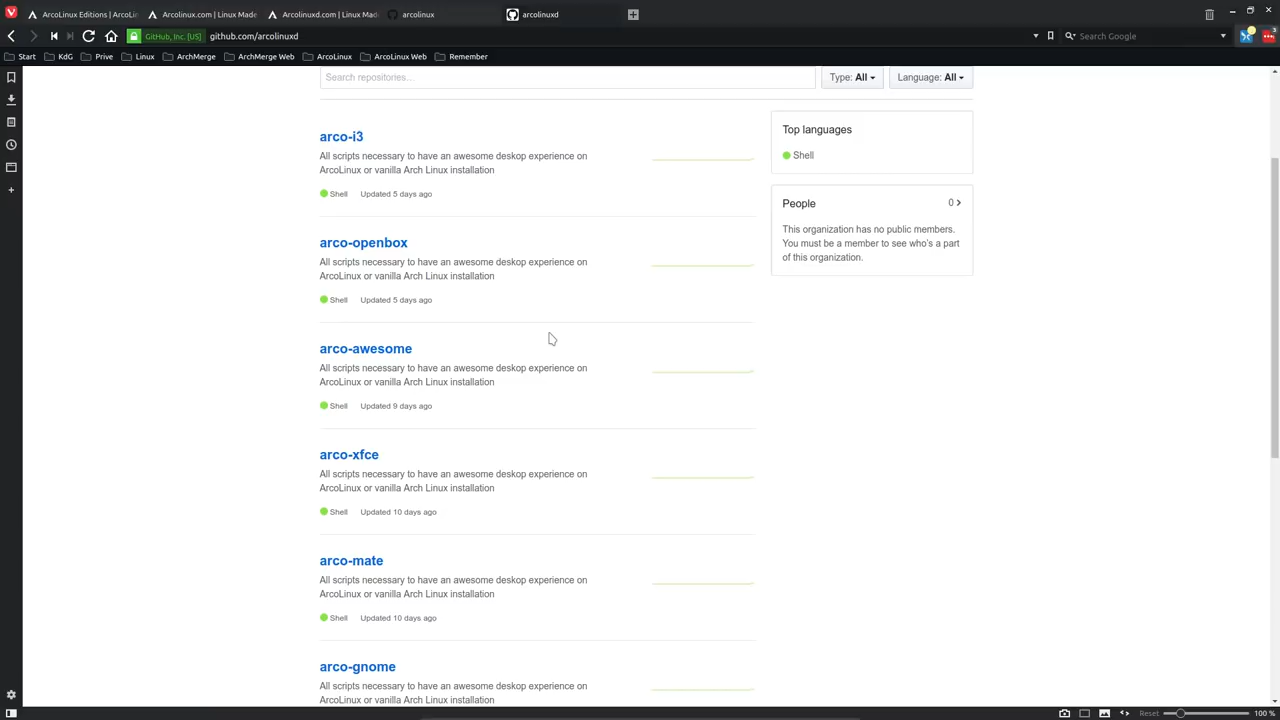 ArcoLinux Editions | ArcoLi
Arcolinux.com | Linux Made
Arcolinuxd.com | Linux Ma
arcolinux
arcolinuxd
GitHub, Inc. [US]
github.com/arcolinuxd
Search Google
3
Start
KdG
Prive
Linux
ArchMerge
ArchMerge Web
ArcoLinux
ArcoLinux Web
Remember
Search repositories...
Type: All
Language: All
arco-i3
All scripts necessary to have an awesome deskop experience on
ArcoLinux or vanilla Arch Linux installation
Shell Updated 5 days ago
arco-openbox
All scripts necessary to have an awesome deskop experience on
ArcoLinux or vanilla Arch Linux installation
Shell Updated 5 days ago
arco-awesome
All scripts necessary to have an awesome deskop experience on
ArcoLinux or vanilla Arch Linux installation
Shell Updated 9 days ago
arco-xfce
All scripts necessary to have an awesome deskop experience on
ArcoLinux or vanilla Arch Linux installation
Shell Updated 10 days ago
arco-mate
All scripts necessary to have an awesome deskop experience on
ArcoLinux or vanilla Arch Linux installation
Shell Updated 10 days ago
arco-gnome
All scripts necessary to have an awesome deskop experience on
ArcoLinux or vanilla Arch Linux installation
Top languages
Shell
People 0
This organization has no public members.
You must be a member to see who's a part
of this organization.
Reset 100 %